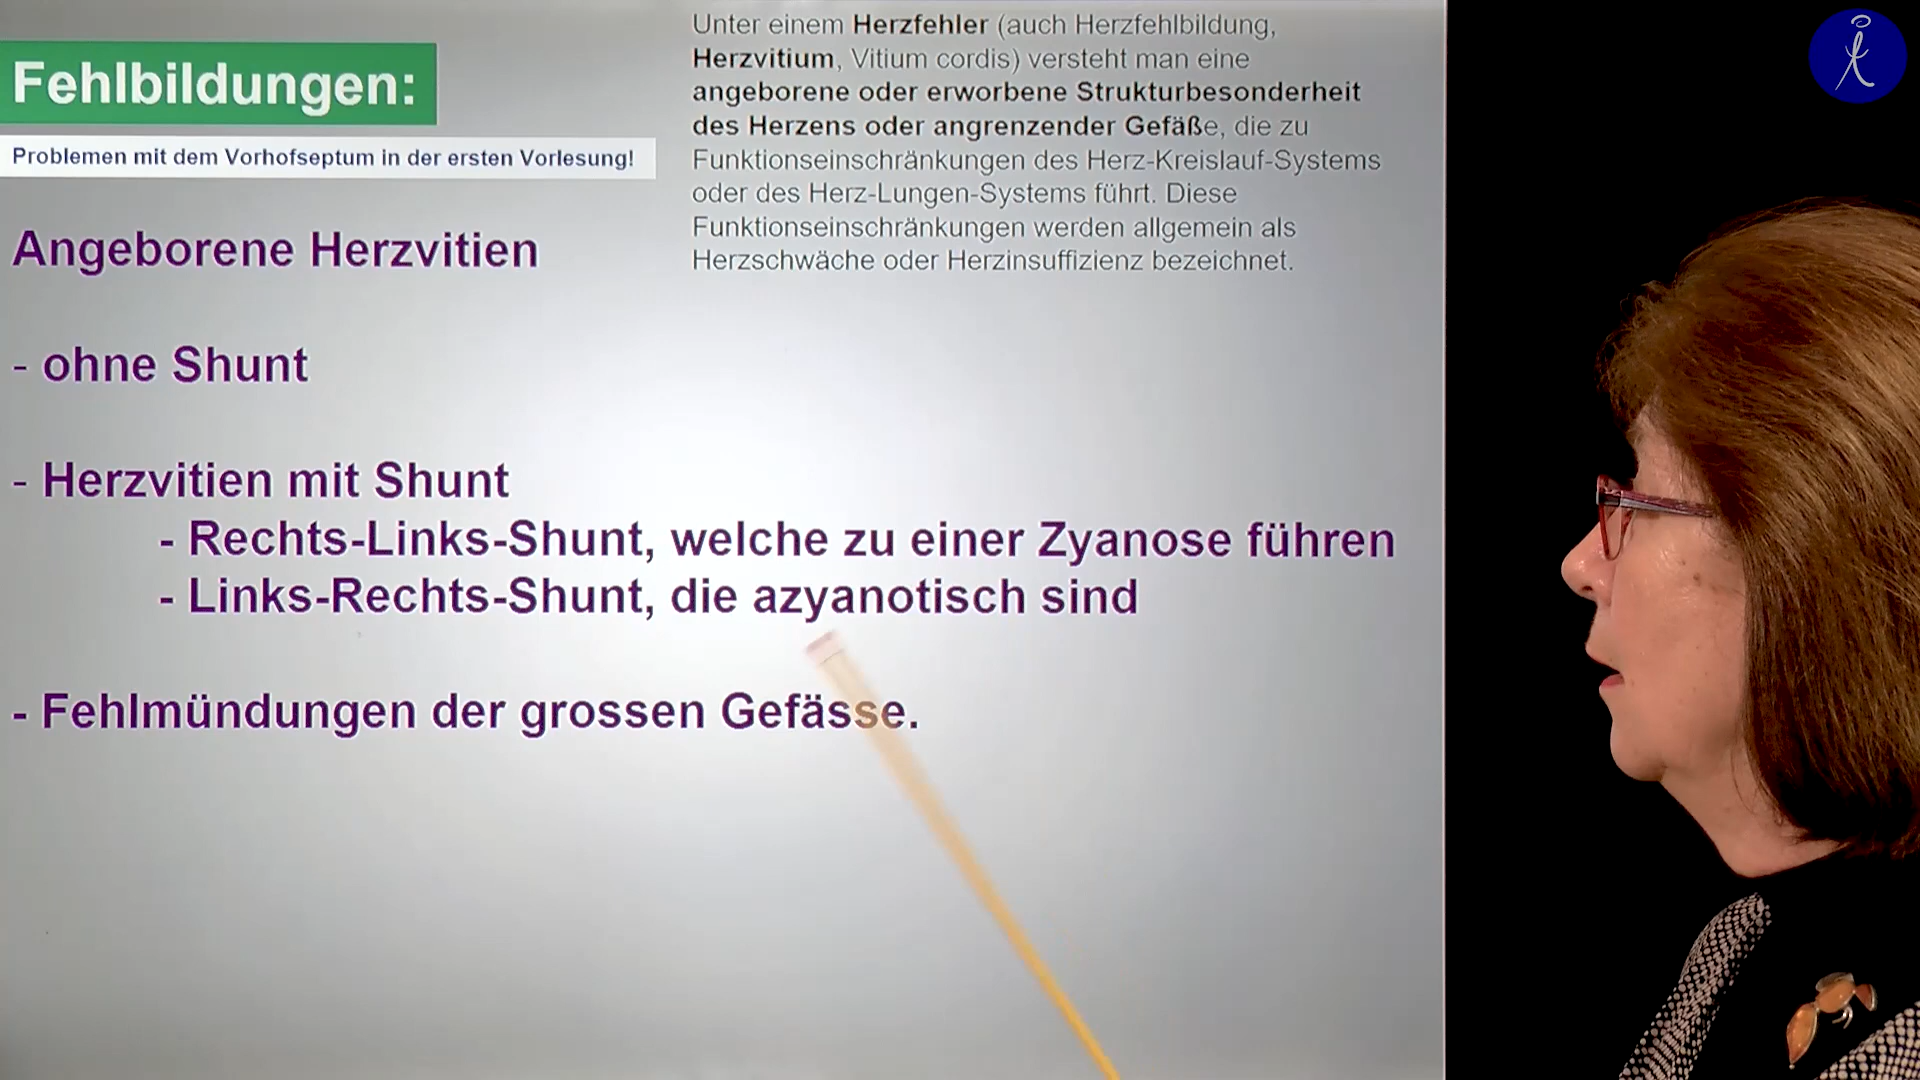 Fehlbildungen:
Problemen mit dem Vorhofseptum in der ersten Vorlesung!
Unter einem Herzfehler (auch Herzfehlbildung,
Herzvitium, Vitium cordis) versteht man eine
angeborene oder erworbene Strukturbesonderheit
des Herzens oder angrenzender Gefäße, die zu
Funktionseinschränkungen des Herz-Kreislauf-Systems
oder des Herz-Lungen-Systems führt. Diese
Funktionseinschränkungen werden allgemein als
Herzschwäche oder Herzinsuffizienz bezeichnet.
Angeborene Herzvitien
- ohne Shunt
- Herzvitien mit Shunt
- Rechts-Links-Shunt, welche zu einer Zyanose führen
- Links-Rechts-Shunt, die azyanotisch sind
- Fehlmündungen der grossen Gefässe.